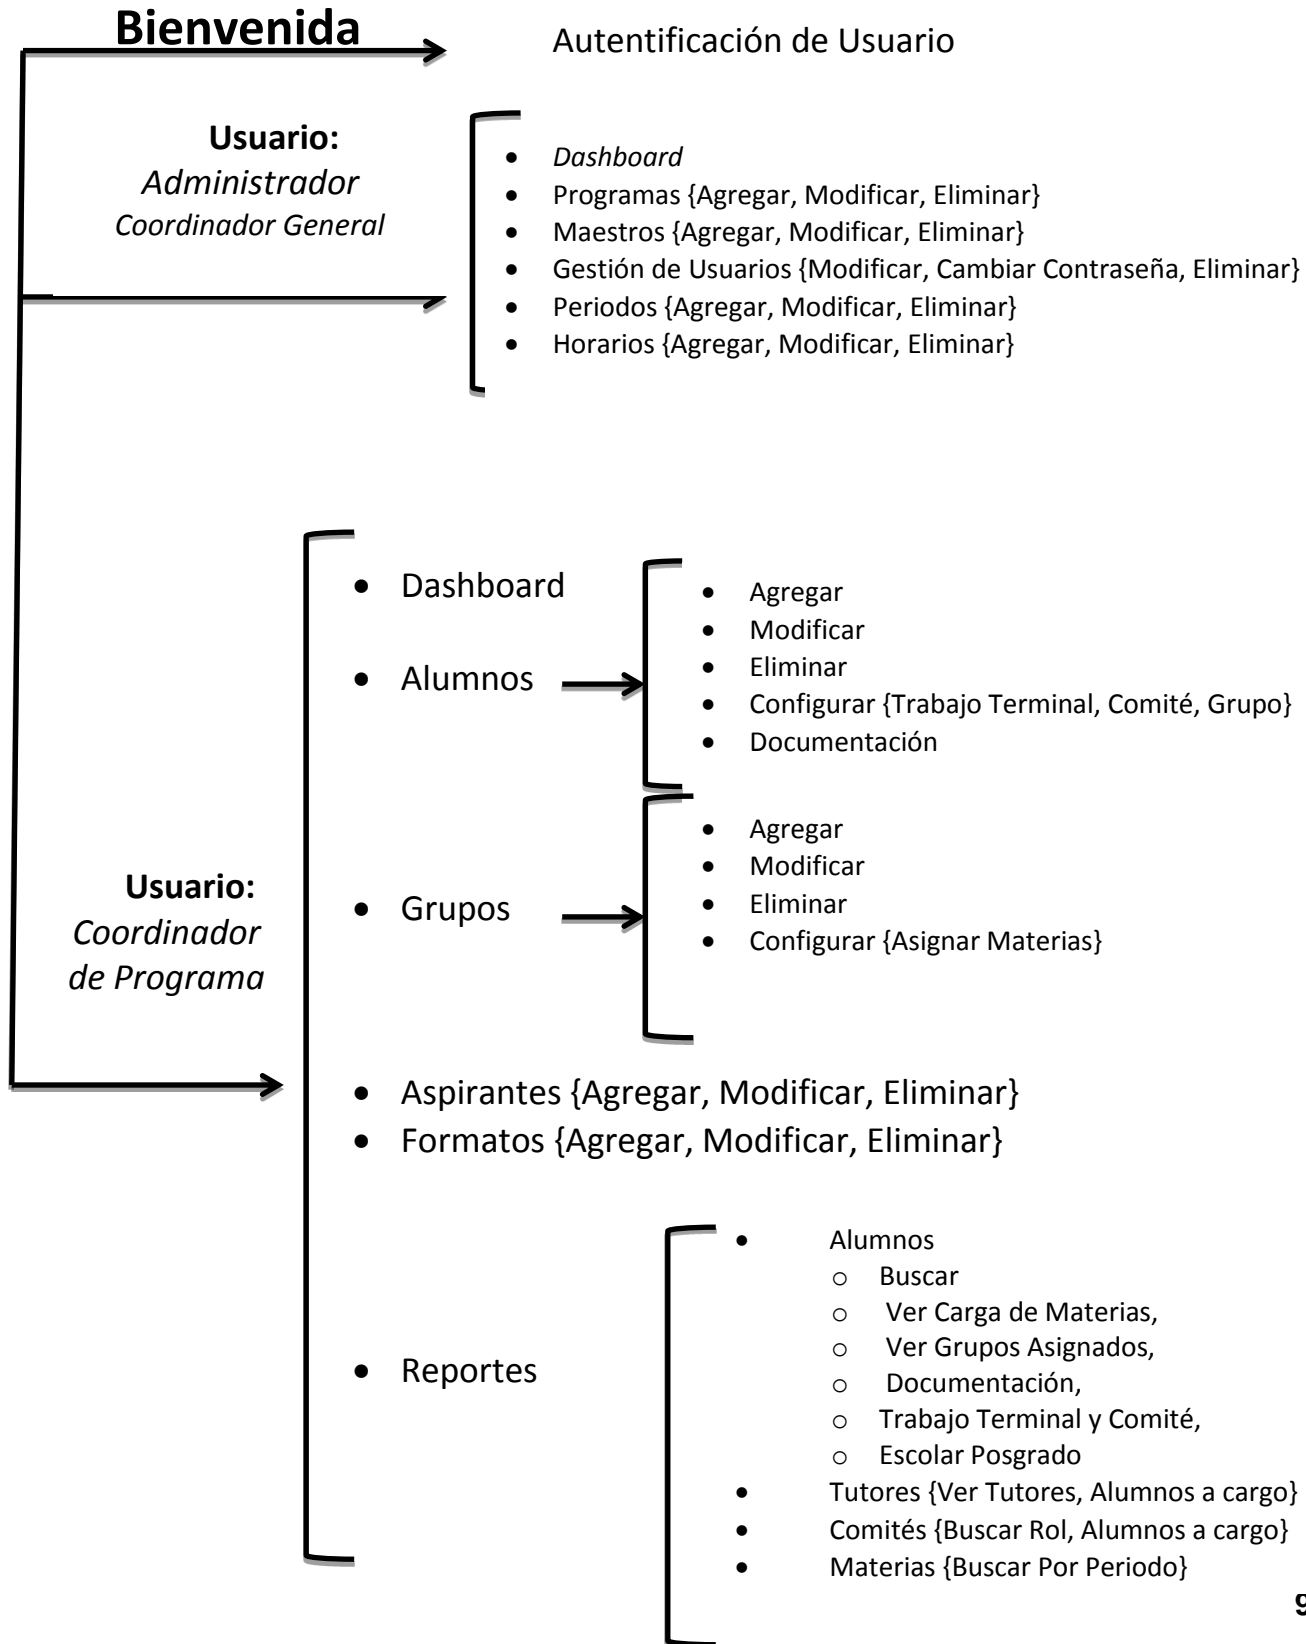 Bienvenida
Autentificación de Usuario
Usuario:
Administrador
Coordinador General
• Dashboard
• Programas {Agregar, Modificar, Eliminar}
• Maestros {Agregar, Modificar, Eliminar}
• Gestión de Usuarios {Modificar, Cambiar Contraseña, Eliminar}
• Periodos {Agregar, Modificar, Eliminar}
• Horarios {Agregar, Modificar, Eliminar}
Usuario:
Coordinador
de Programa
• Dashboard
• Alumnos
• Agregar
• Modificar
• Eliminar
• Configurar {Trabajo Terminal, Comité, Grupo}
• Documentación
• Grupos
• Agregar
• Modificar
• Eliminar
• Configurar {Asignar Materias}
• Aspirantes {Agregar, Modificar, Eliminar}
• Formatos {Agregar, Modificar, Eliminar}
• Reportes
• Alumnos
o Buscar
o Ver Carga de Materias,
o Ver Grupos Asignados,
o Documentación,
o Trabajo Terminal y Comité,
o Escolar Posgrado
• Tutores {Ver Tutores, Alumnos a cargo}
• Comités {Buscar Rol, Alumnos a cargo}
• Materias {Buscar Por Periodo}
9